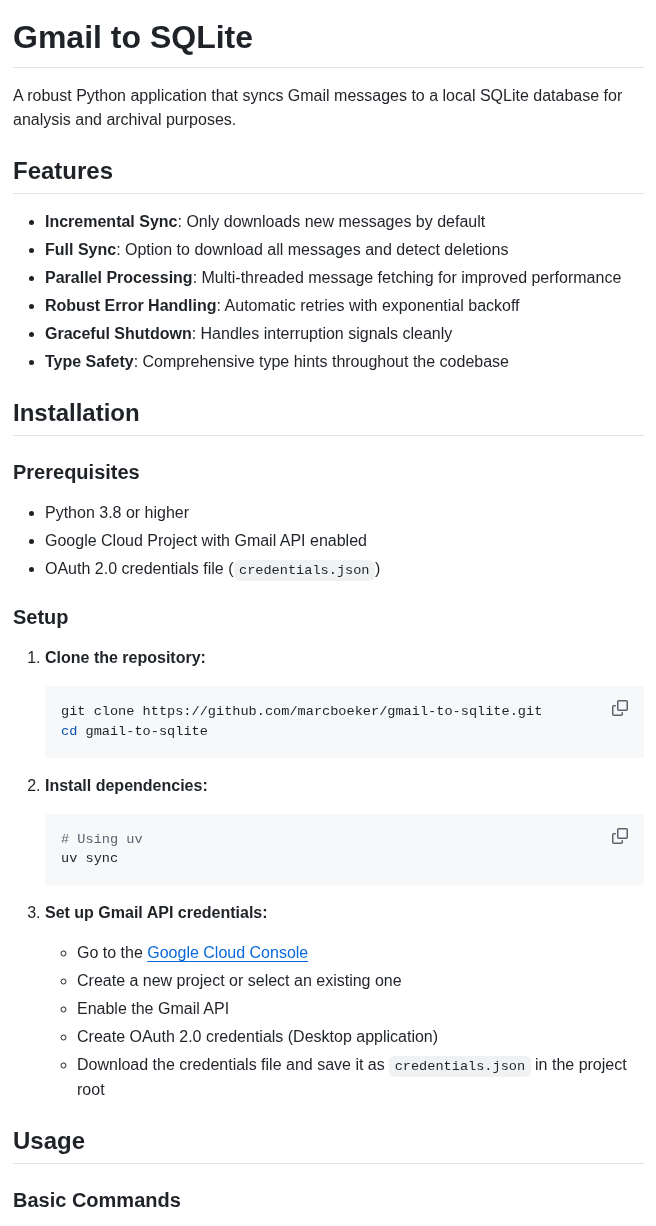 Gmail to SQLite
A robust Python application that syncs Gmail messages to a local SQLite database for
analysis and archival purposes.
Features
Incremental Sync: Only downloads new messages by default
Full Sync: Option to download all messages and detect deletions
Parallel Processing: Multi-threaded message fetching for improved performance
Robust Error Handling: Automatic retries with exponential backoff
Graceful Shutdown: Handles interruption signals cleanly
Type Safety: Comprehensive type hints throughout the codebase
Installation
Prerequisites
Python 3.8 or higher
Google Cloud Project with Gmail API enabled
OAuth 2.0 credentials file (credentials.json)
Setup
1. Clone the repository:
git clone https://github.com/marcboeker/gmail-to-sqlite.git
cd gmail-to-sqlite
2. Install dependencies:
# Using uv
uv sync
3. Set up Gmail API credentials:
Go to the Google Cloud Console
Create a new project or select an existing one
Enable the Gmail API
Create OAuth 2.0 credentials (Desktop application)
Download the credentials file and save it as credentials.json in the project
root
Usage
Basic Commands